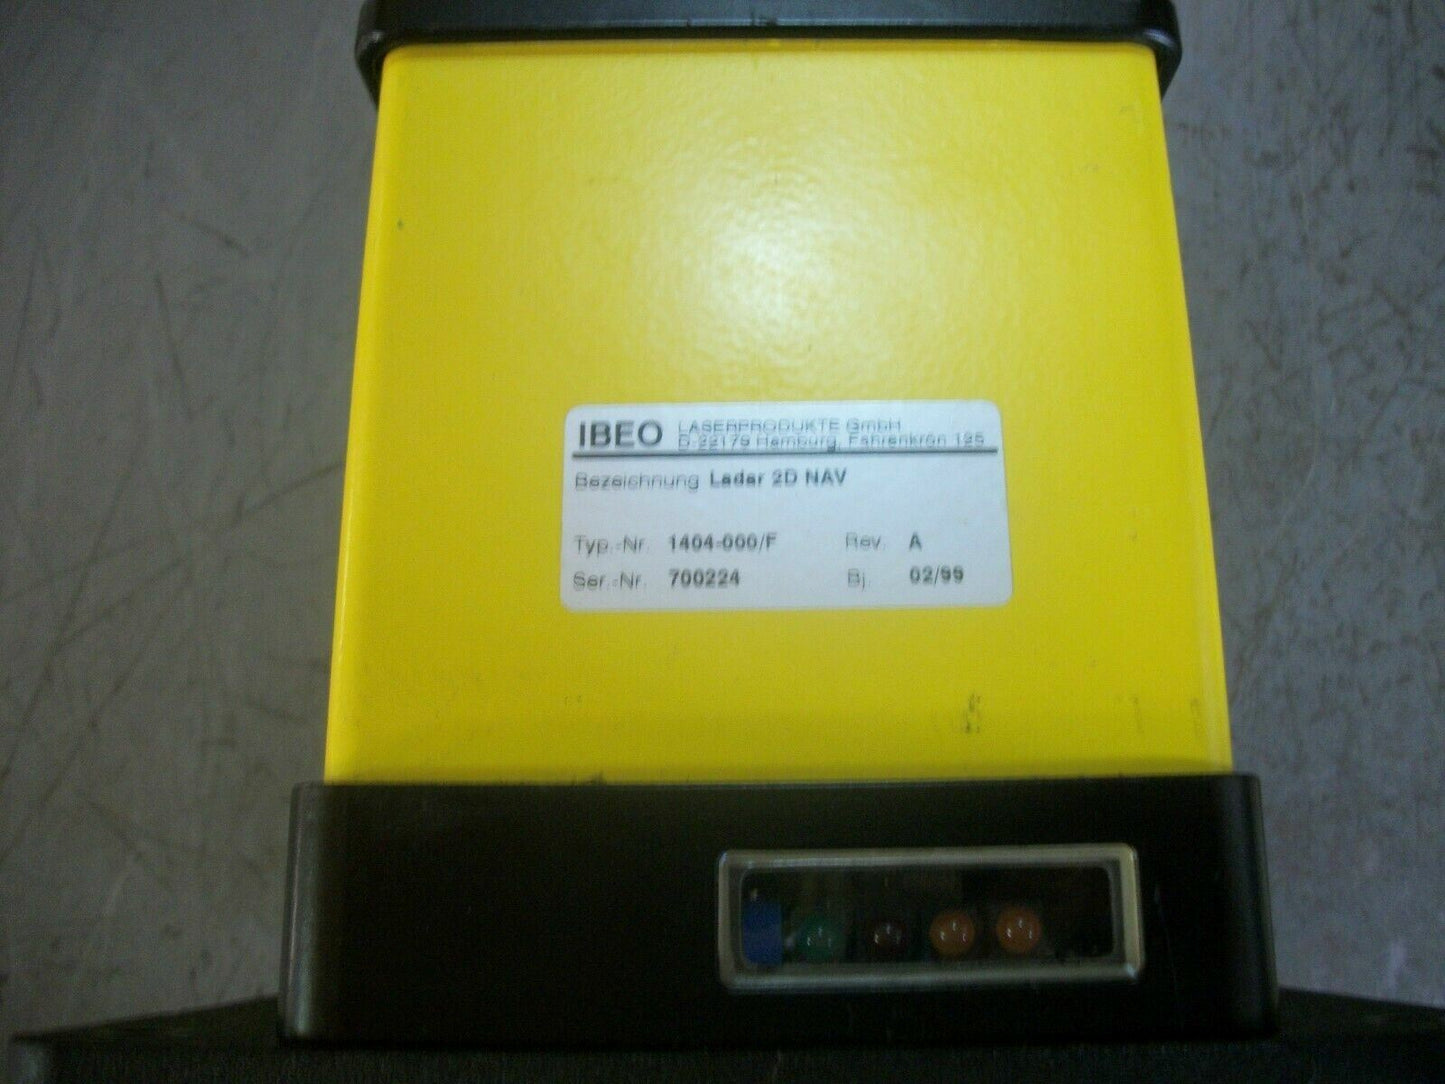 IBEO LASERPRODUKTE GmbH
D-22179 Hamburg, Fahrenkrön 125
Bezeichnung Ladar 2D NAV
Typ.-Nr. 1404-000/F Rev. A
Ser.-Nr. 700224 Bj. 02/99